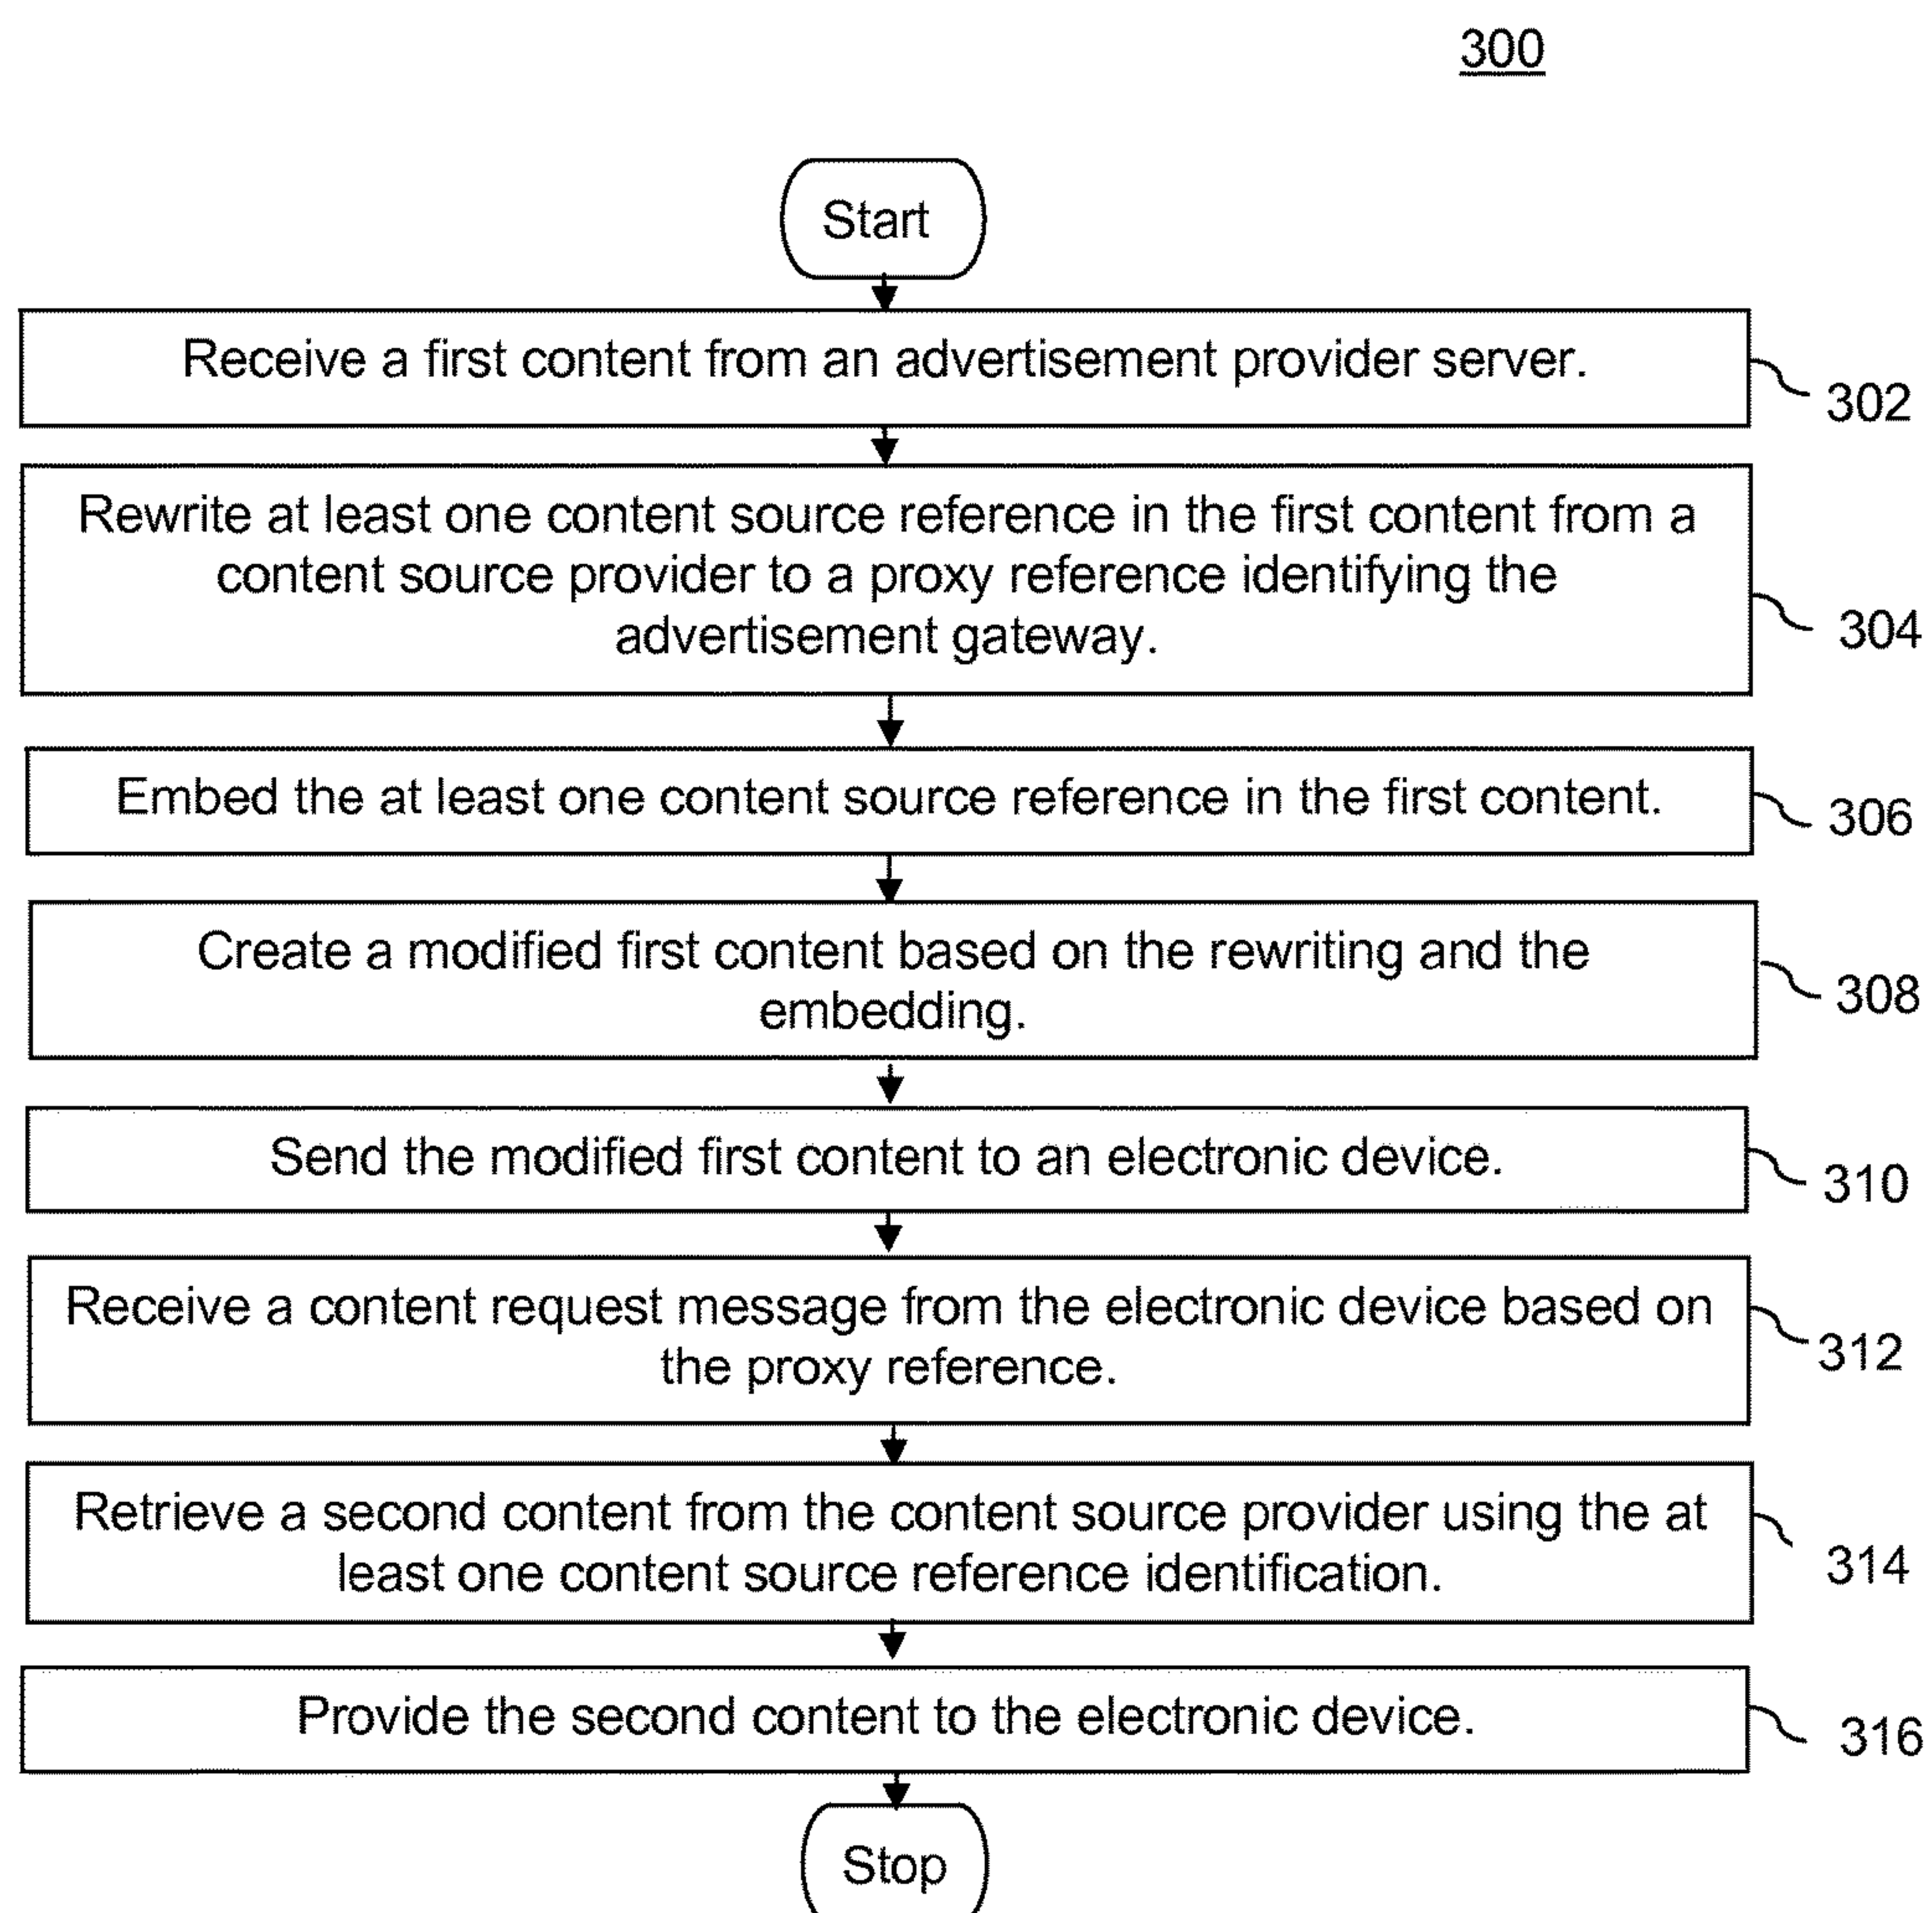 300
Start
Receive a first content from an advertisement provider server.
302
Rewrite at least one content source reference in the first content from a
content source provider to a proxy reference identifying the
advertisement gateway.
304
Embed the at least one content source reference in the first content.
306
Create a modified first content based on the rewriting and the
embedding.
308
Send the modified first content to an electronic device.
310
Receive a content request message from the electronic device based on
the proxy reference.
312
Retrieve a second content from the content source provider using the at
least one content source reference identification.
314
Provide the second content to the electronic device.
316
Stop